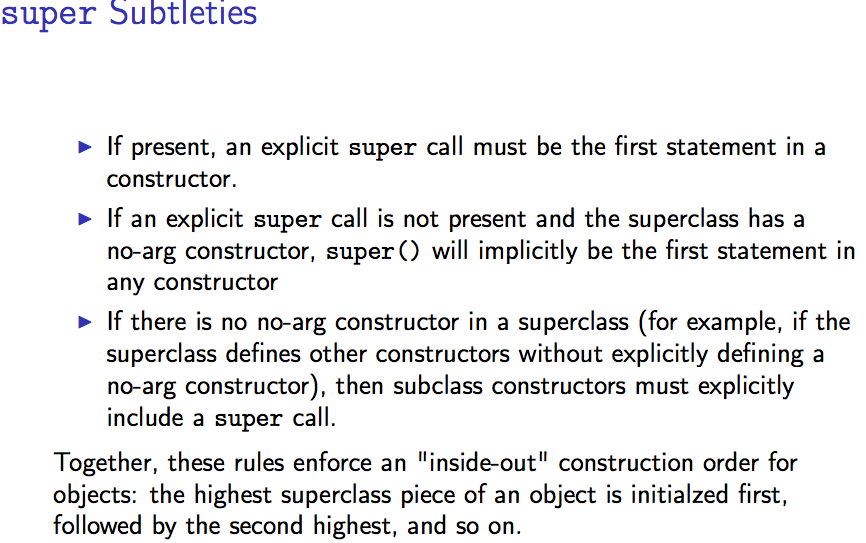 super Subtleties
If present, an explicit super call must be the first statement in a
constructor.
If an explicit super call is not present and the superclass has a
no-arg constructor, super() will implicitly be the first statement in
any constructor
If there is no no-arg constructor in a superclass (for example, if the
superclass defines other constructors without explicitly defining a
no-arg constructor), then subclass constructors must explicitly
include a super call.
Together, these rules enforce an "inside-out" construction order for
objects: the highest superclass piece of an object is initialzed first,
followed by the second highest, and so on.